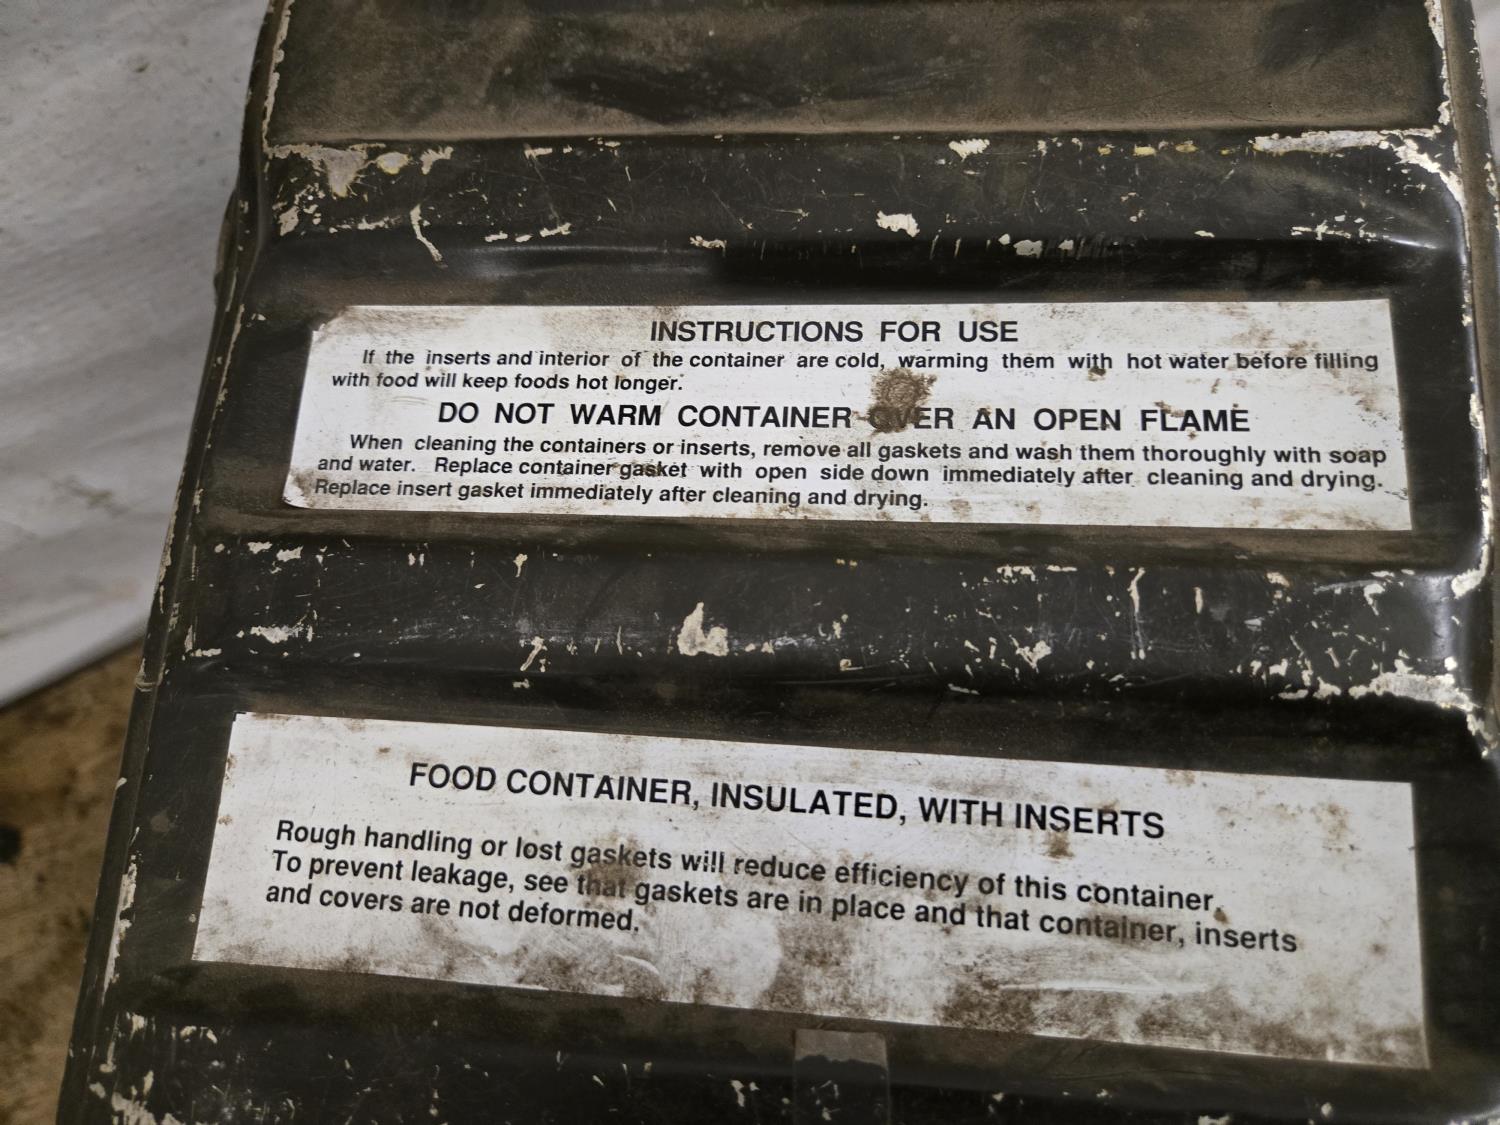 INSTRUCTIONS FOR USE
If the inserts and interior of the container are cold, warming them with hot water before filling
with food will keep foods hot longer.
DO NOT WARM CONTAINER OVER AN OPEN FLAME
When cleaning the containers or inserts, remove all gaskets and wash them thoroughly with soap
and water. Replace container gasket with open side down immediately after cleaning and drying.
Replace insert gasket immediately after cleaning and drying.
FOOD CONTAINER, INSULATED, WITH INSERTS
Rough handling or lost gaskets will reduce efficiency of this container.
To prevent leakage, see that gaskets are in place and that container, inserts
and covers are not deformed.